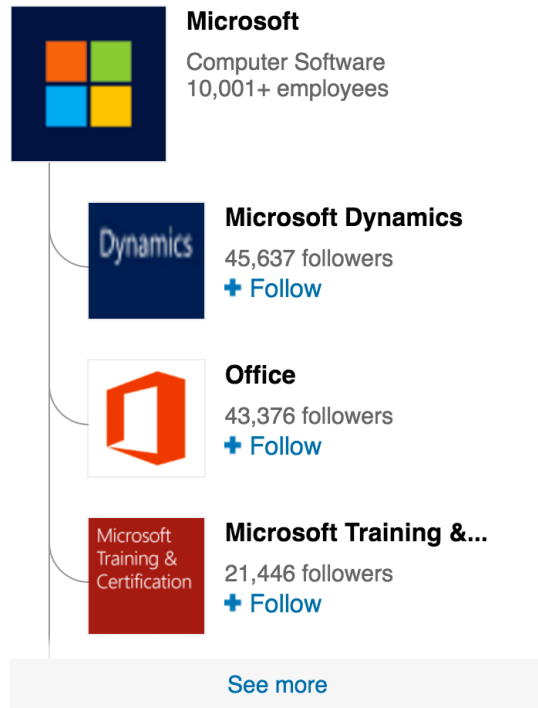 Microsoft
Computer Software
10,001+ employees
Dynamics
Microsoft Dynamics
45,637 followers
+ Follow
Office
43,376 followers
+ Follow
Microsoft
Training &
Certification
Microsoft Training &...
21,446 followers
+ Follow
See more